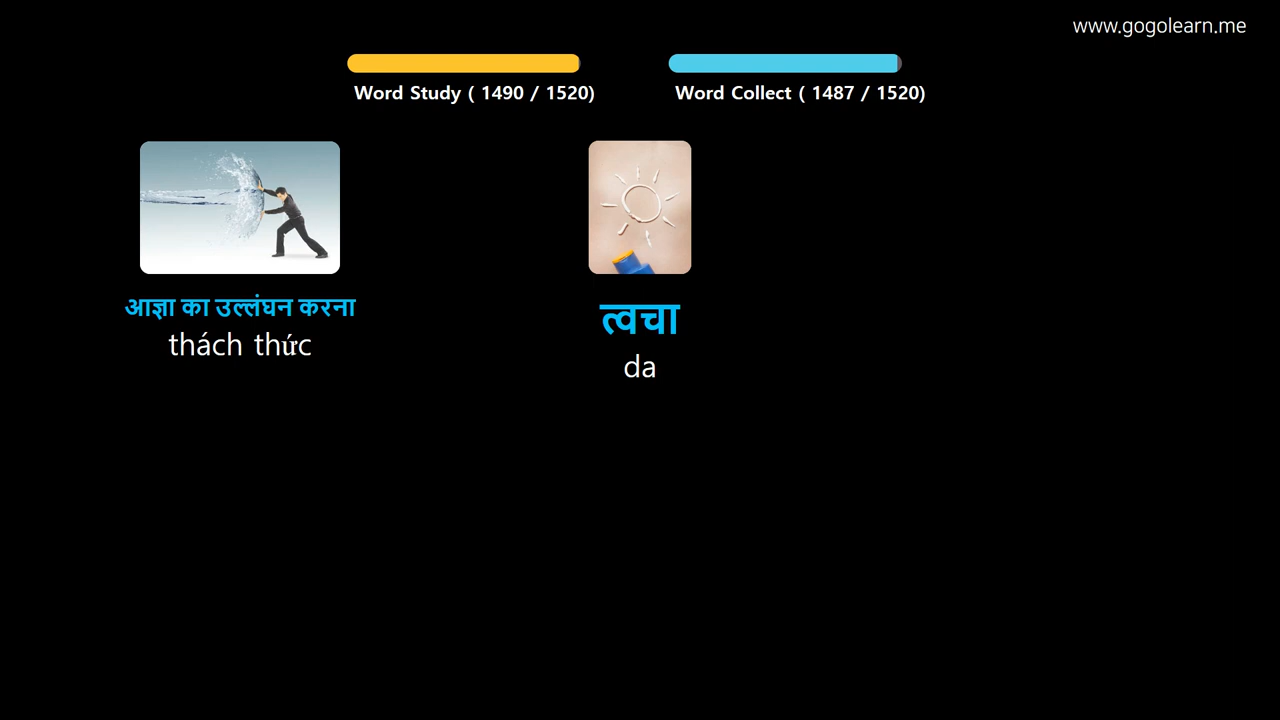 www.gogolearn.me
Word Study ( 1490 / 1520)
Word Collect ( 1487 / 1520)
आज्ञा का उल्लंघन करना
thách thức
त्वचा
da